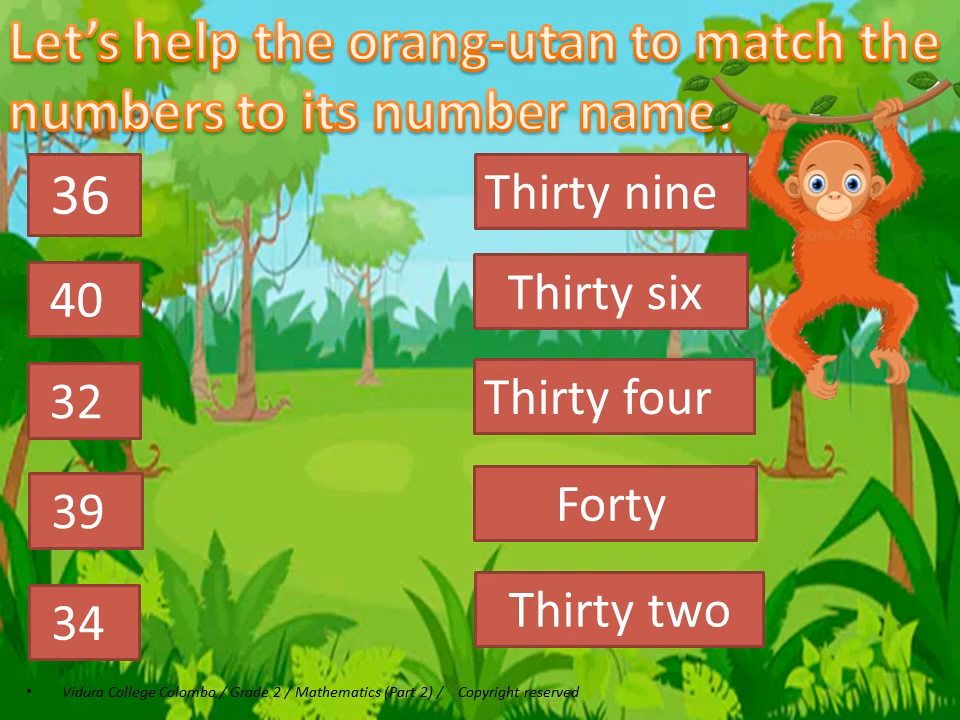 Let’s help the orang-utan to match the
numbers to its number name.
36
Thirty nine
40
Thirty six
32
Thirty four
39
Forty
34
Thirty two
• Vidura College Colombo / Grade 2 / Mathematics (Part 2) / Copyright reserved